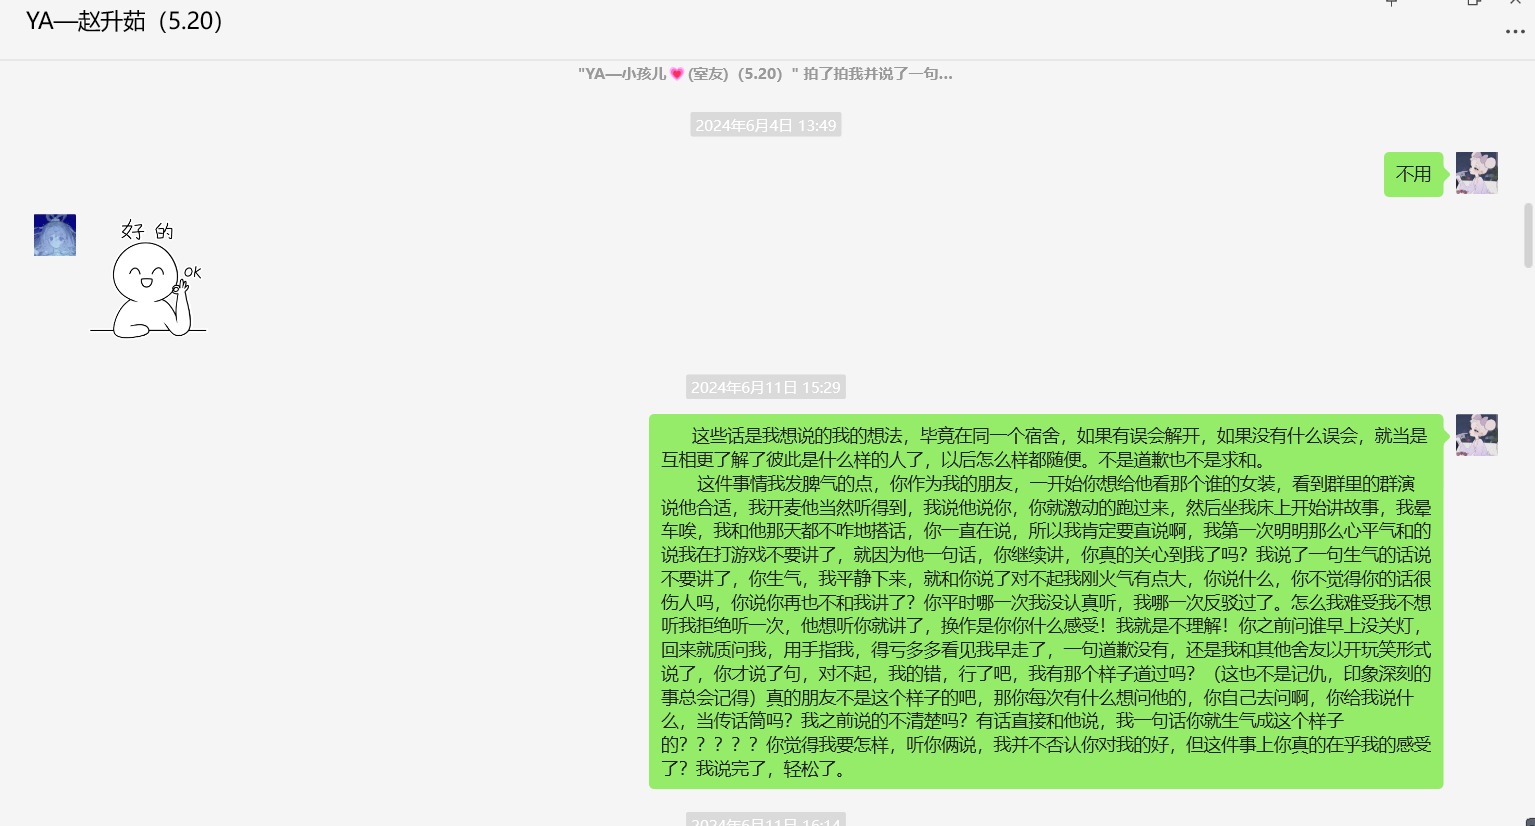 YA—赵升茹（5.20）
"YA—小孩儿💗(室友)（5.20）" 拍了拍我并说了一句...
2024年6月4日 13:49
不用
好的
OK
2024年6月11日 15:29
这些话是我想说的我的想法，毕竟在同一个宿舍，如果有误会解开，如果没有什么误会，就当是
互相更了解了彼此是什么样的人了，以后怎么样都随便。不是道歉也不是求和。
这件事情我发脾气的点，你作为我的朋友，一开始你想给他看那个谁的女装，看到群里的群演
说他合适，我开麦他当然听得到，我说他说你，你就激动的跑过来，然后坐我床上开始讲故事，我晕
车唉，我和他那天都不咋地搭话，你一直在说，所以我肯定要直说啊，我第一次明明那么心平气和的
说我在打游戏不要讲了，就因为他一句话，你继续讲，你真的关心到我了吗？我说了一句生气的话说
不要讲了，你生气，我平静下来，就和你说了对不起我刚火气有点大，你说什么，你不觉得你的话很
伤人吗，你说你再也不和我讲了？你平时哪一次我没认真听，我哪一次反驳过了。怎么我难受我不想
听我拒绝听一次，他想听你就讲了，换作是你你什么感受！我就是不理解！你之前问谁早上没关灯，
回来就质问我，用手指我，得亏多多看见我早走了，一句道歉没有，还是我和其他舍友以开玩笑形式
说了，你才说了句，对不起，我的错，行了吧，我有那个样子道过吗？（这也不是记仇，印象深刻的
事总会记得）真的朋友不是这个样子的吧，那你每次有什么想问他的，你自己去问啊，你给我说什
么，当传话筒吗？我之前说的不清楚吗？有话直接和他说，我一句话你就生气成这个样子
的？？？？？你觉得我要怎样，听你俩说，我并不否认你对我的好，但这件事上你真的在乎我的感受
了？我说完了，轻松了。
2024年6月11日 16:14